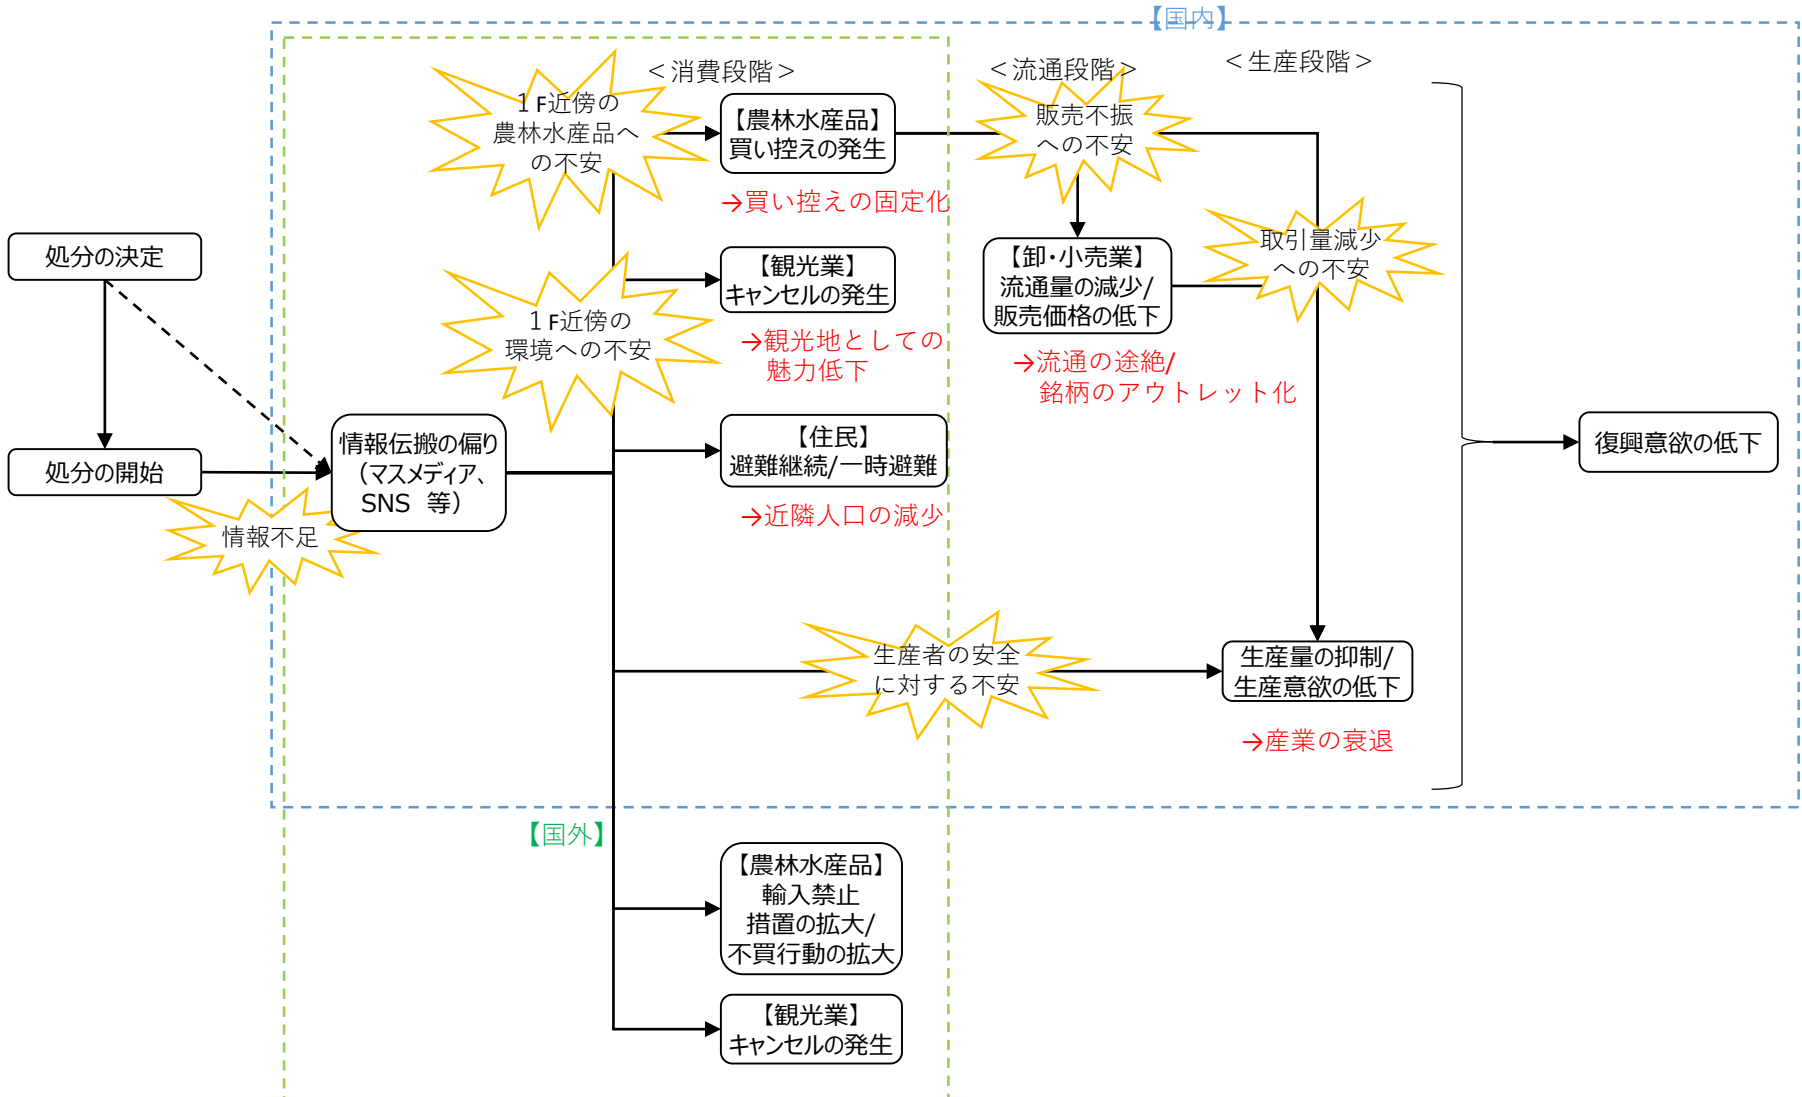 【国内】
＜消費段階＞
＜流通段階＞
＜生産段階＞
１F近傍の
農林水産品へ
の不安
【農林水産品】
買い控えの発生
→買い控えの固定化
販売不振
への不安
処分の決定
【観光業】
キャンセルの発生
→観光地としての
魅力低下
１F近傍の
環境への不安
【卸・小売業】
流通量の減少/
販売価格の低下
→流通の途絶/
銘柄のアウトレット化
取引量減少
への不安
処分の開始
情報不足
情報伝搬の偏り
（マスメディア、
SNS 等）
【住民】
避難継続/一時避難
→近隣人口の減少
復興意欲の低下
生産者の安全
に対する不安
生産量の抑制/
生産意欲の低下
→産業の衰退
【国外】
【農林水産品】
輸入禁止
措置の拡大/
不買行動の拡大
【観光業】
キャンセルの発生